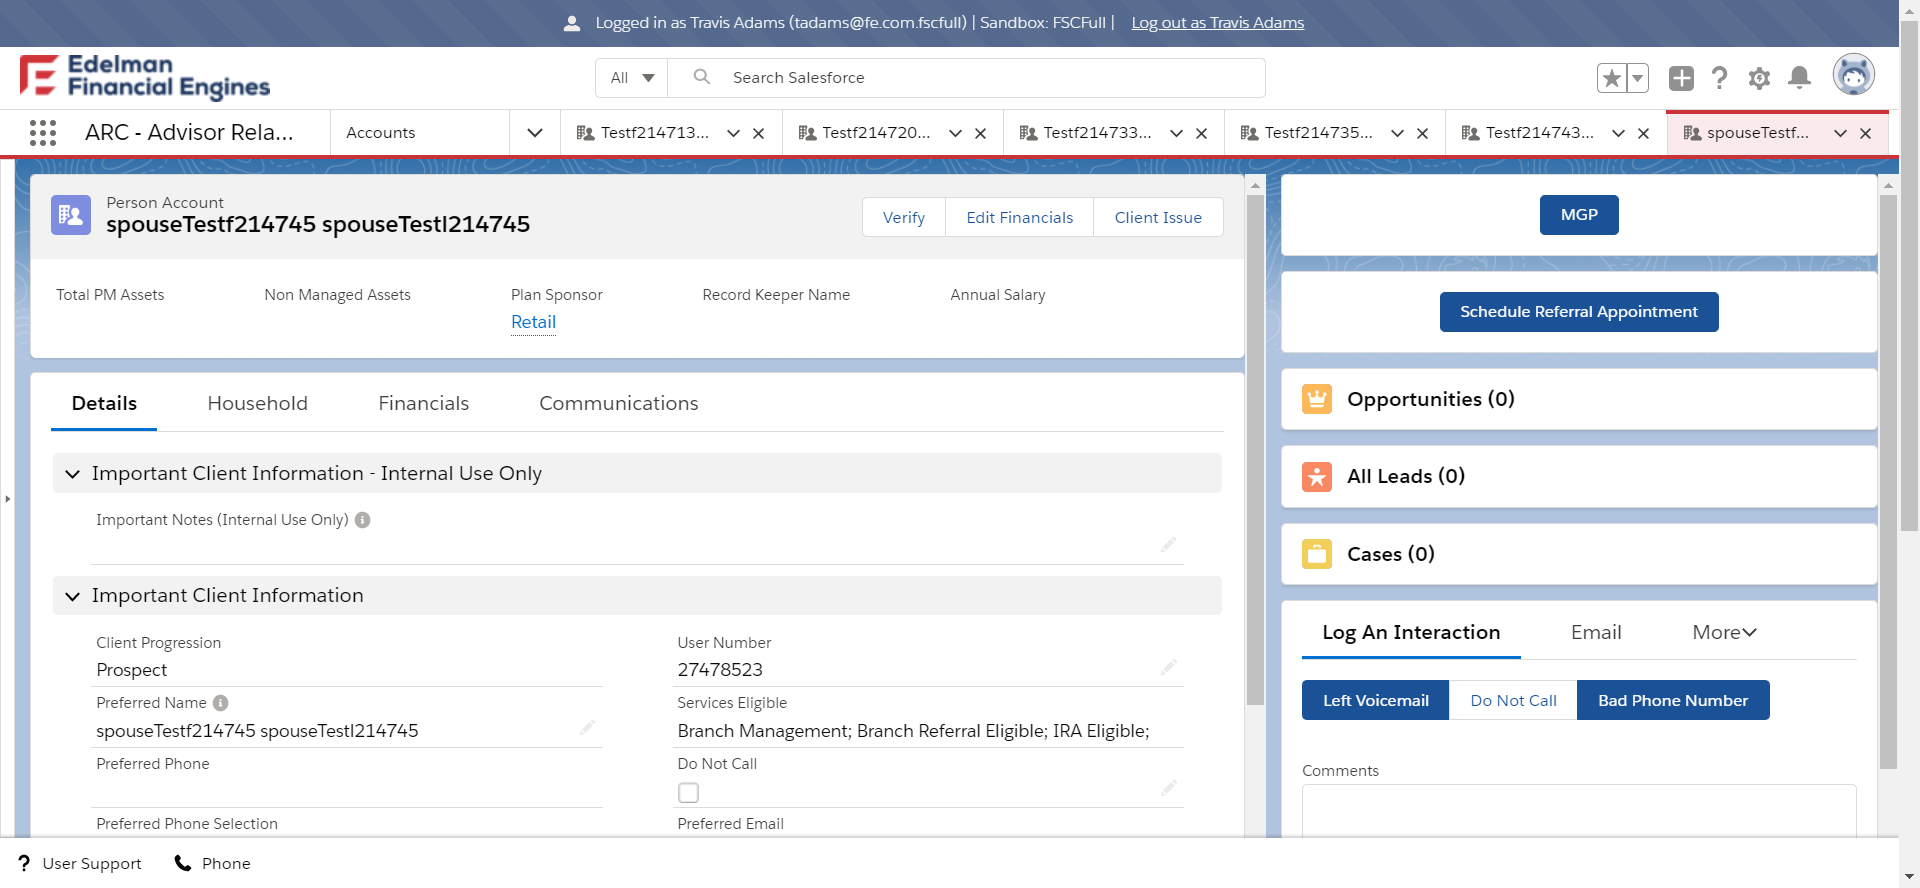 Logged in as Travis Adams (tadams@fe.com.fscfull) | Sandbox: FSCFull | Log out as Travis Adams
Edelman
Financial Engines
All
Search Salesforce
ARC - Advisor Rela...
Accounts
Testf214713...
Testf214720...
Testf214733...
Testf214735...
Testf214743...
spouseTestf...
Person Account
spouseTestf214745 spouseTestl214745
Verify
Edit Financials
Client Issue
Total PM Assets
Non Managed Assets
Plan Sponsor
Retail
Record Keeper Name
Annual Salary
Details
Household
Financials
Communications
Important Client Information - Internal Use Only
Important Notes (Internal Use Only)
Important Client Information
Client Progression
Prospect
User Number
27478523
Preferred Name
spouseTestf214745 spouseTestl214745
Services Eligible
Branch Management; Branch Referral Eligible; IRA Eligible;
Preferred Phone
Do Not Call
Preferred Phone Selection
Preferred Email
MGP
Schedule Referral Appointment
Opportunities (0)
All Leads (0)
Cases (0)
Log An Interaction
Email
More
Left Voicemail
Do Not Call
Bad Phone Number
Comments
User Support
Phone